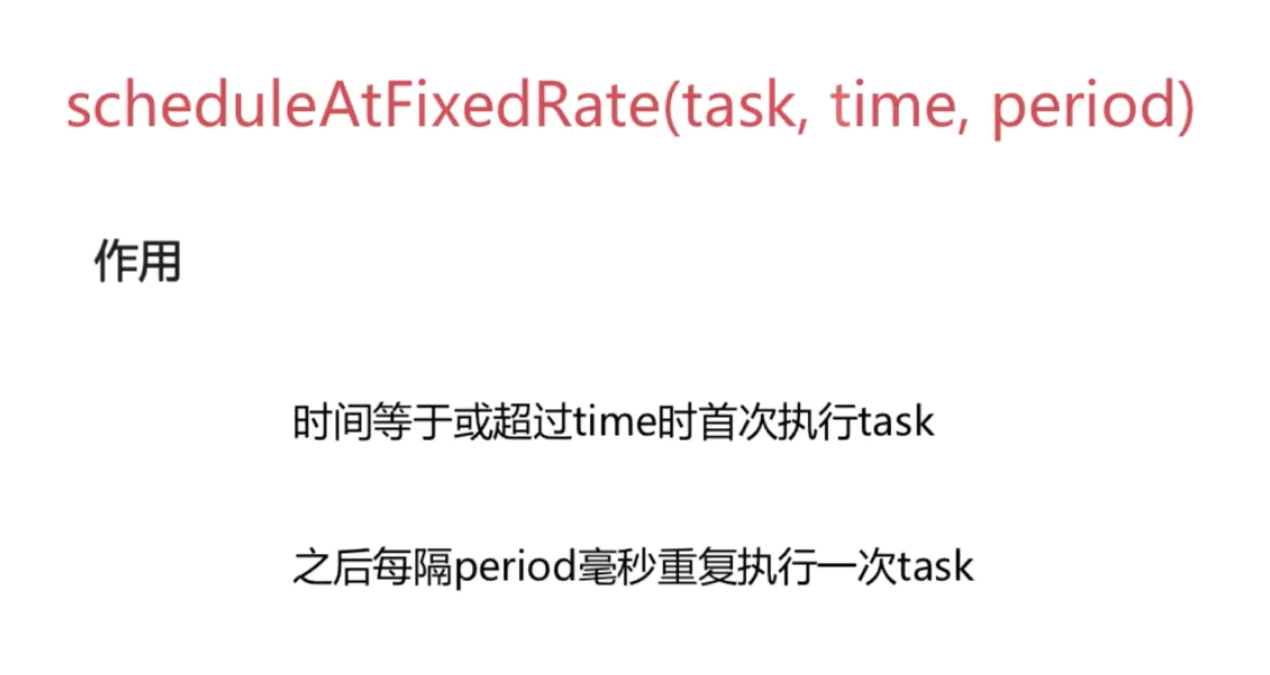 scheduleAtFixedRate(task, time, period)
作用
时间等于或超过time时首次执行task
之后每隔period毫秒重复执行一次task